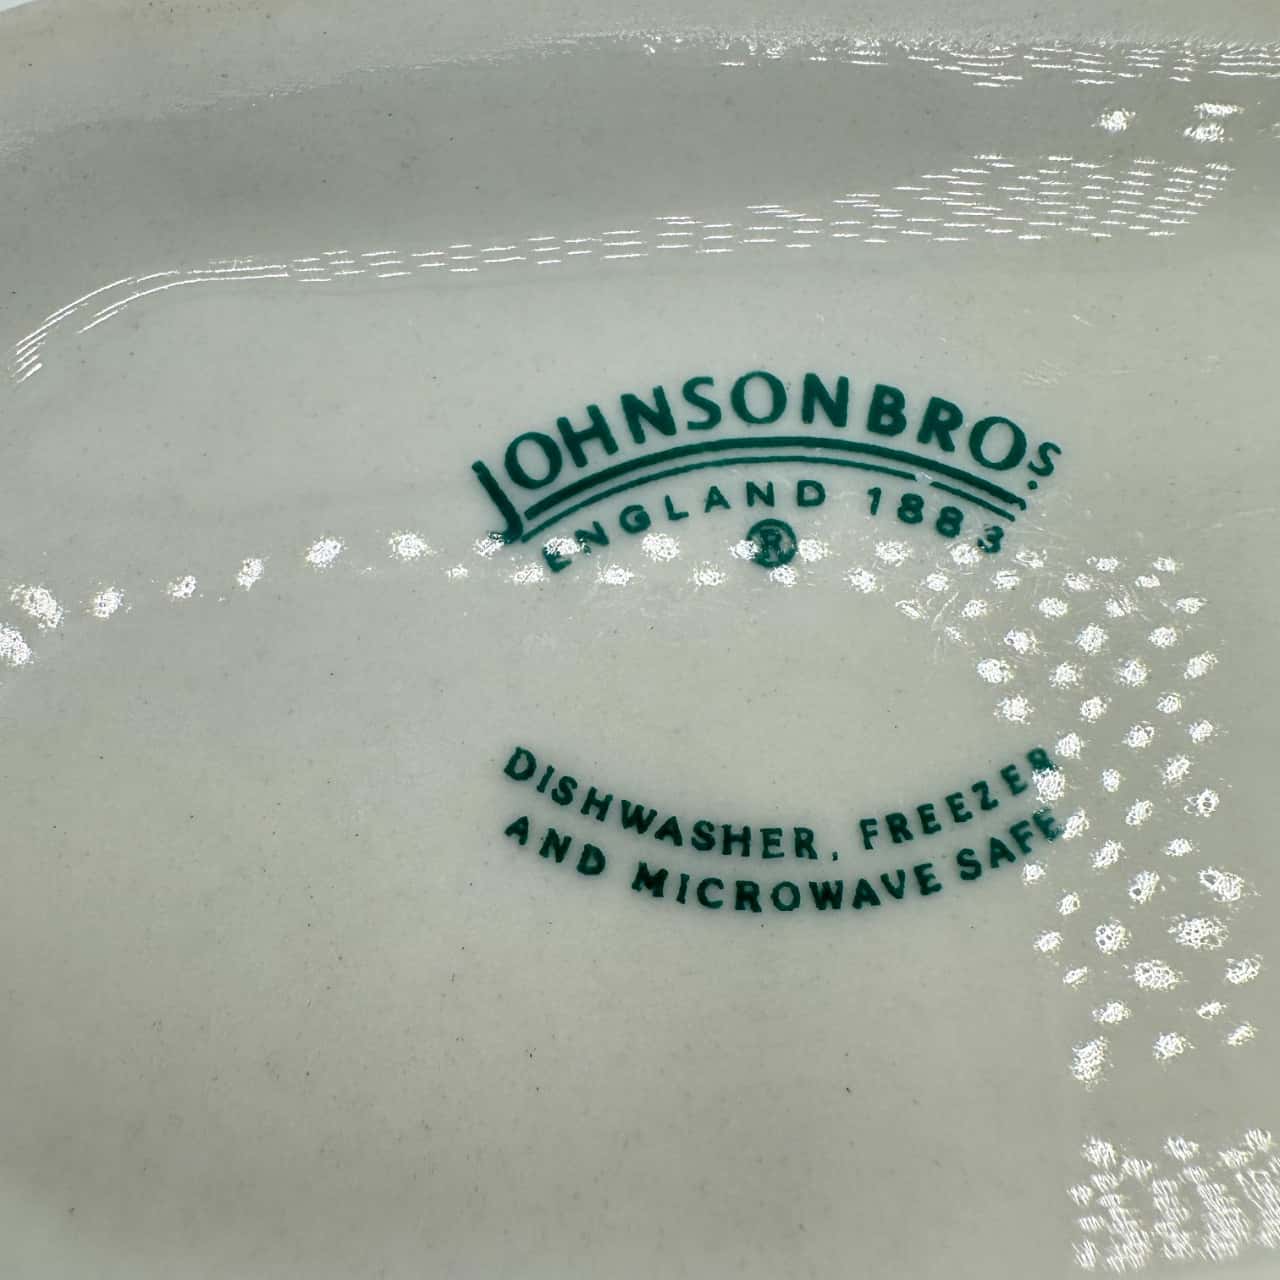 JOHNSON BROS.
ENGLAND 1883
®
DISHWASHER, FREEZER
AND MICROWAVE SAFE